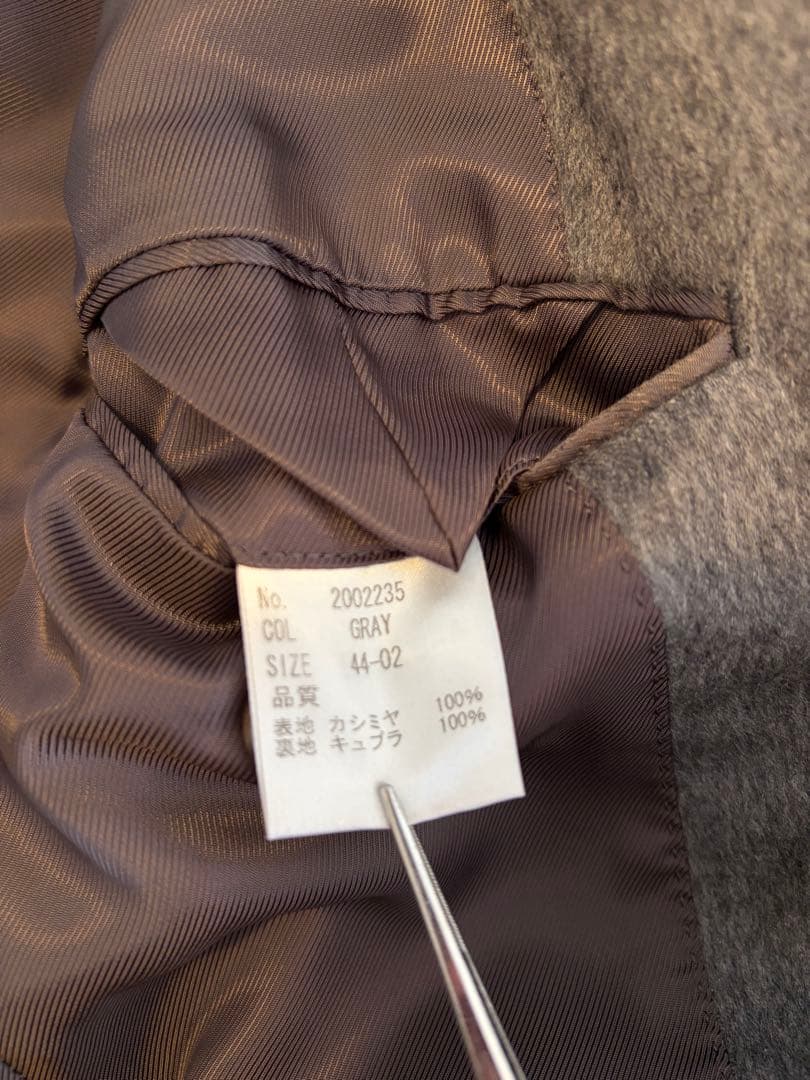 No. 2002235
COL GRAY
SIZE 44-02
品質
表地 カシミヤ 100%
裏地 キュプラ 100%